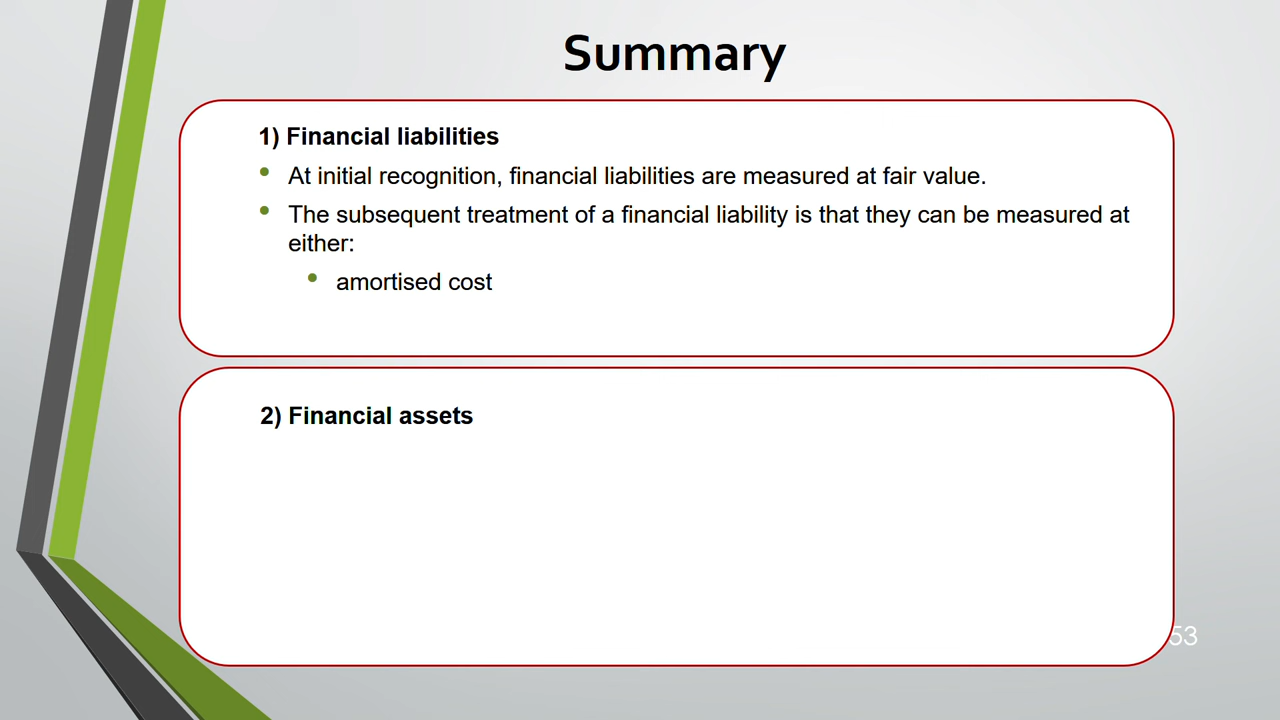 Summary
1) Financial liabilities
• At initial recognition, financial liabilities are measured at fair value.
• The subsequent treatment of a financial liability is that they can be measured at
either:
• amortised cost
2) Financial assets
53